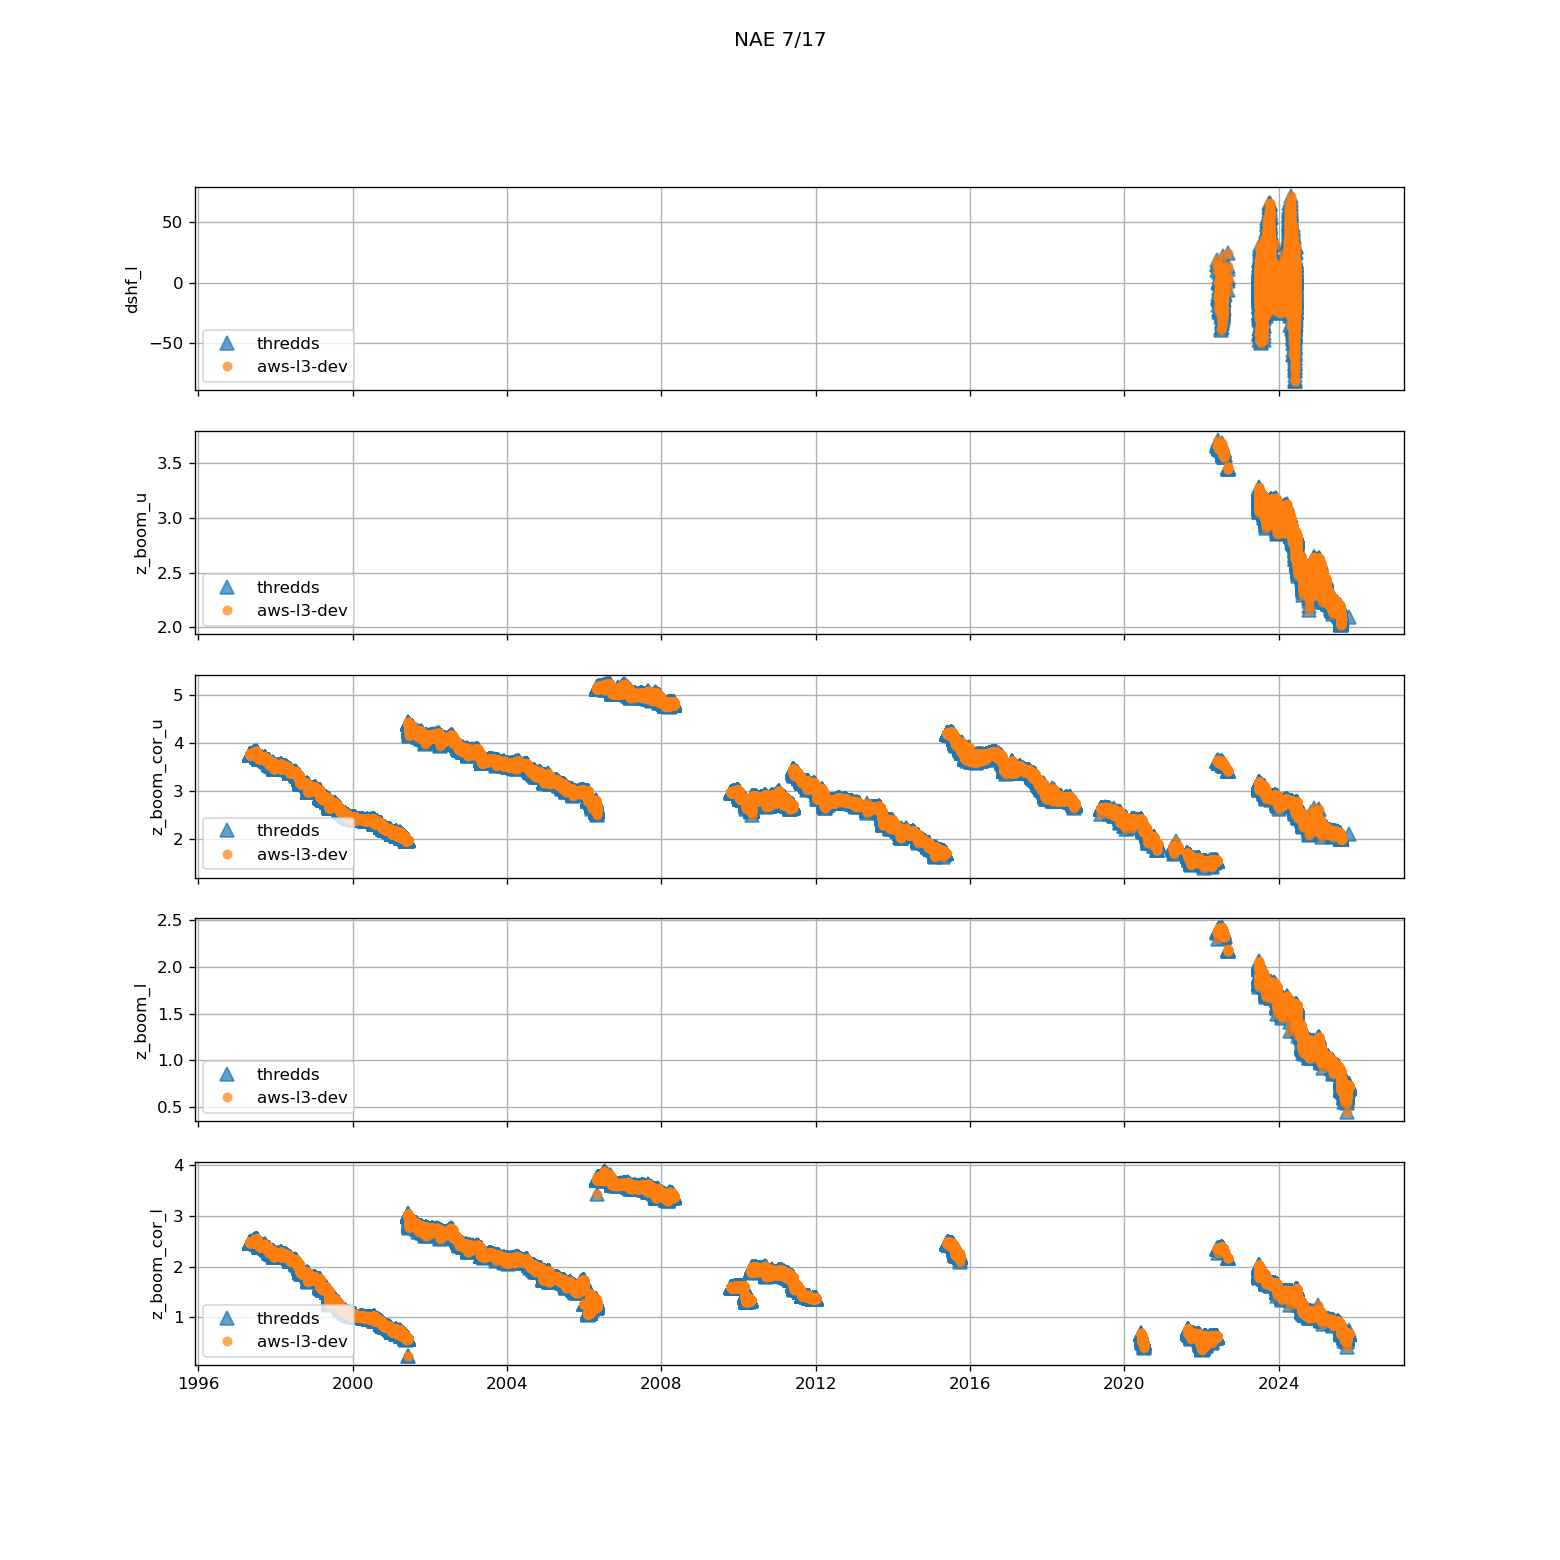 NAE 7/17
dshf_l
50
0
−50
thredds
aws-l3-dev
z_boom_u
3.5
3.0
2.5
2.0
thredds
aws-l3-dev
z_boom_cor_u
5
4
3
2
thredds
aws-l3-dev
z_boom_l
2.5
2.0
1.5
1.0
0.5
thredds
aws-l3-dev
z_boom_cor_l
4
3
2
1
thredds
aws-l3-dev
1996 2000 2004 2008 2012 2016 2020 2024